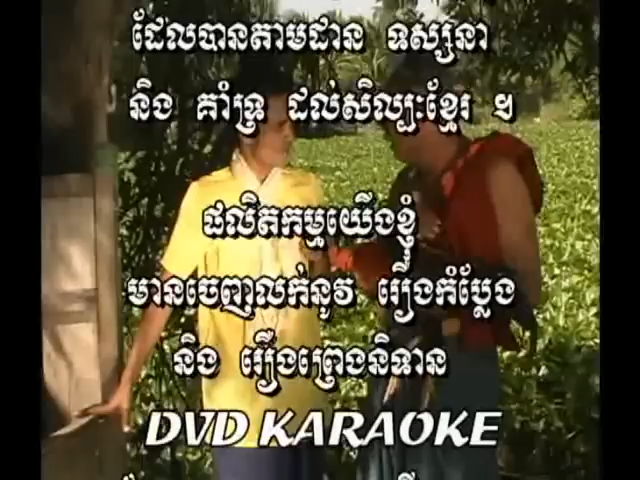 ដែលបានតាមដាន ទស្សនា
និង គាំទ្រ ដល់សិល្បៈខ្មែរ ។
ផលិតកម្មយើងខ្ញុំ
មានចេញលក់នូវ រឿងកំប្លែង
និង រឿងព្រេងនិទាន
DVD KARAOKE